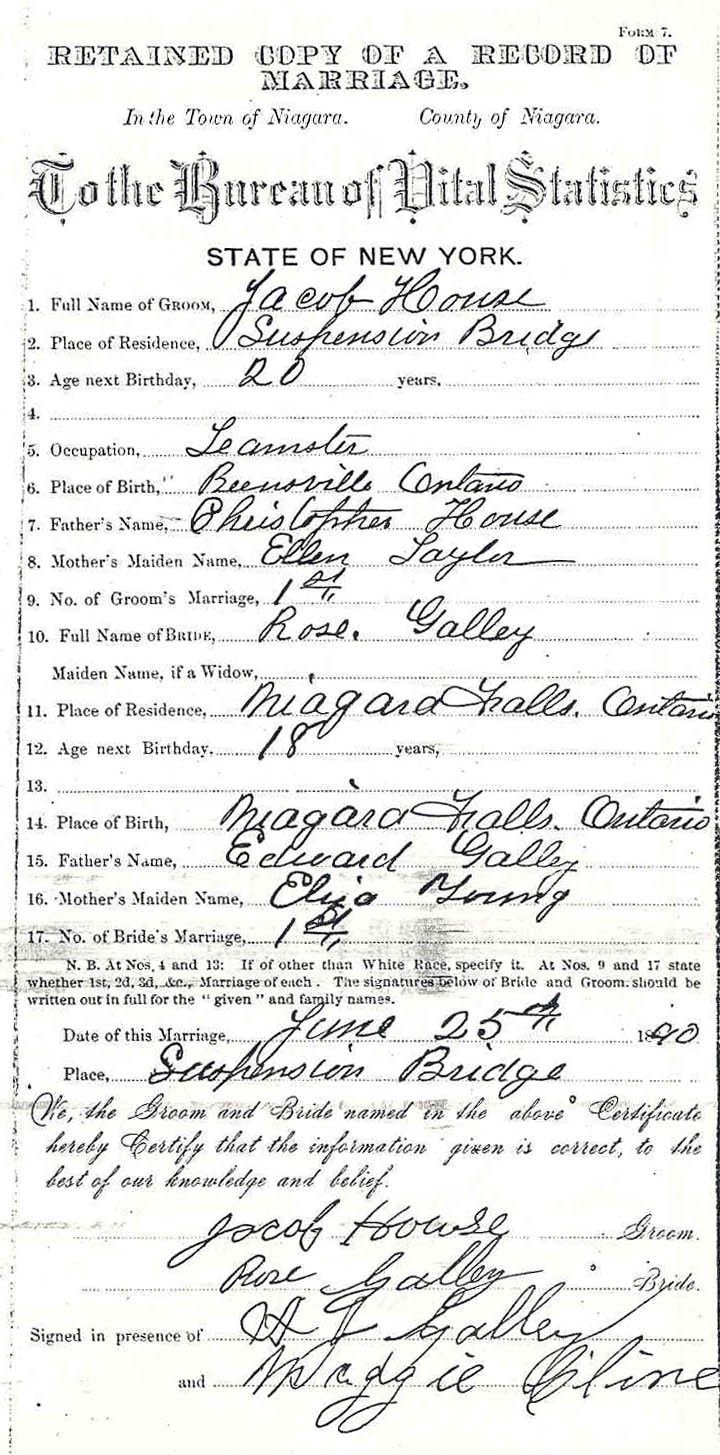 FORM 7.
RETAINED COPY OF A RECORD OF
MARRIAGE.
In the Town of Niagara. County of Niagara.
To the Bureau of Vital Statistics
STATE OF NEW YORK.
1. Full Name of GROOM, Jacob House
2. Place of Residence, Suspension Bridge
3. Age next Birthday, 20 years,
4.
5. Occupation, Teamster
6. Place of Birth, Beemsville Ontario
7. Father's Name, Christopher House
8. Mother's Maiden Name, Ellen Taylor
9. No. of Groom's Marriage, 1st
10. Full Name of BRIDE, Rose. Galley
Maiden Name, if a Widow,
11. Place of Residence, Niagara Falls. Ontario
12. Age next Birthday, 18 years,
13.
14. Place of Birth, Niagara Falls. Ontario
15. Father's Name, Edward Galley
16. Mother's Maiden Name, Eliza Young
17. No. of Bride's Marriage, 1st
N. B. At Nos. 4 and 13: If of other than White Race, specify it. At Nos. 9 and 17 state
whether 1st, 2d, 3d, &c., Marriage of each. The signatures below of Bride and Groom should be
written out in full for the "given" and family names.
Date of this Marriage, June 25th 1890
Place, Suspension Bridge
We, the Groom and Bride named in the above Certificate
hereby Certify that the information given is correct, to the
best of our knowledge and belief.
Jacob House Groom.
Rose Galley Bride.
Signed in presence of H J Galley
and Maggie Cline